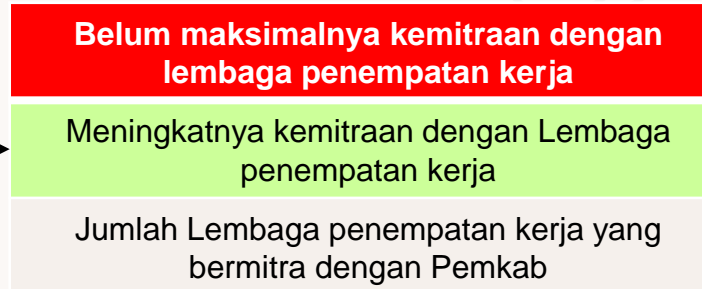 Belum maksimalnya kemitraan dengan
lembaga penempatan kerja
Meningkatnya kemitraan dengan Lembaga
penempatan kerja
Jumlah Lembaga penempatan kerja yang
bermitra dengan Pemkab